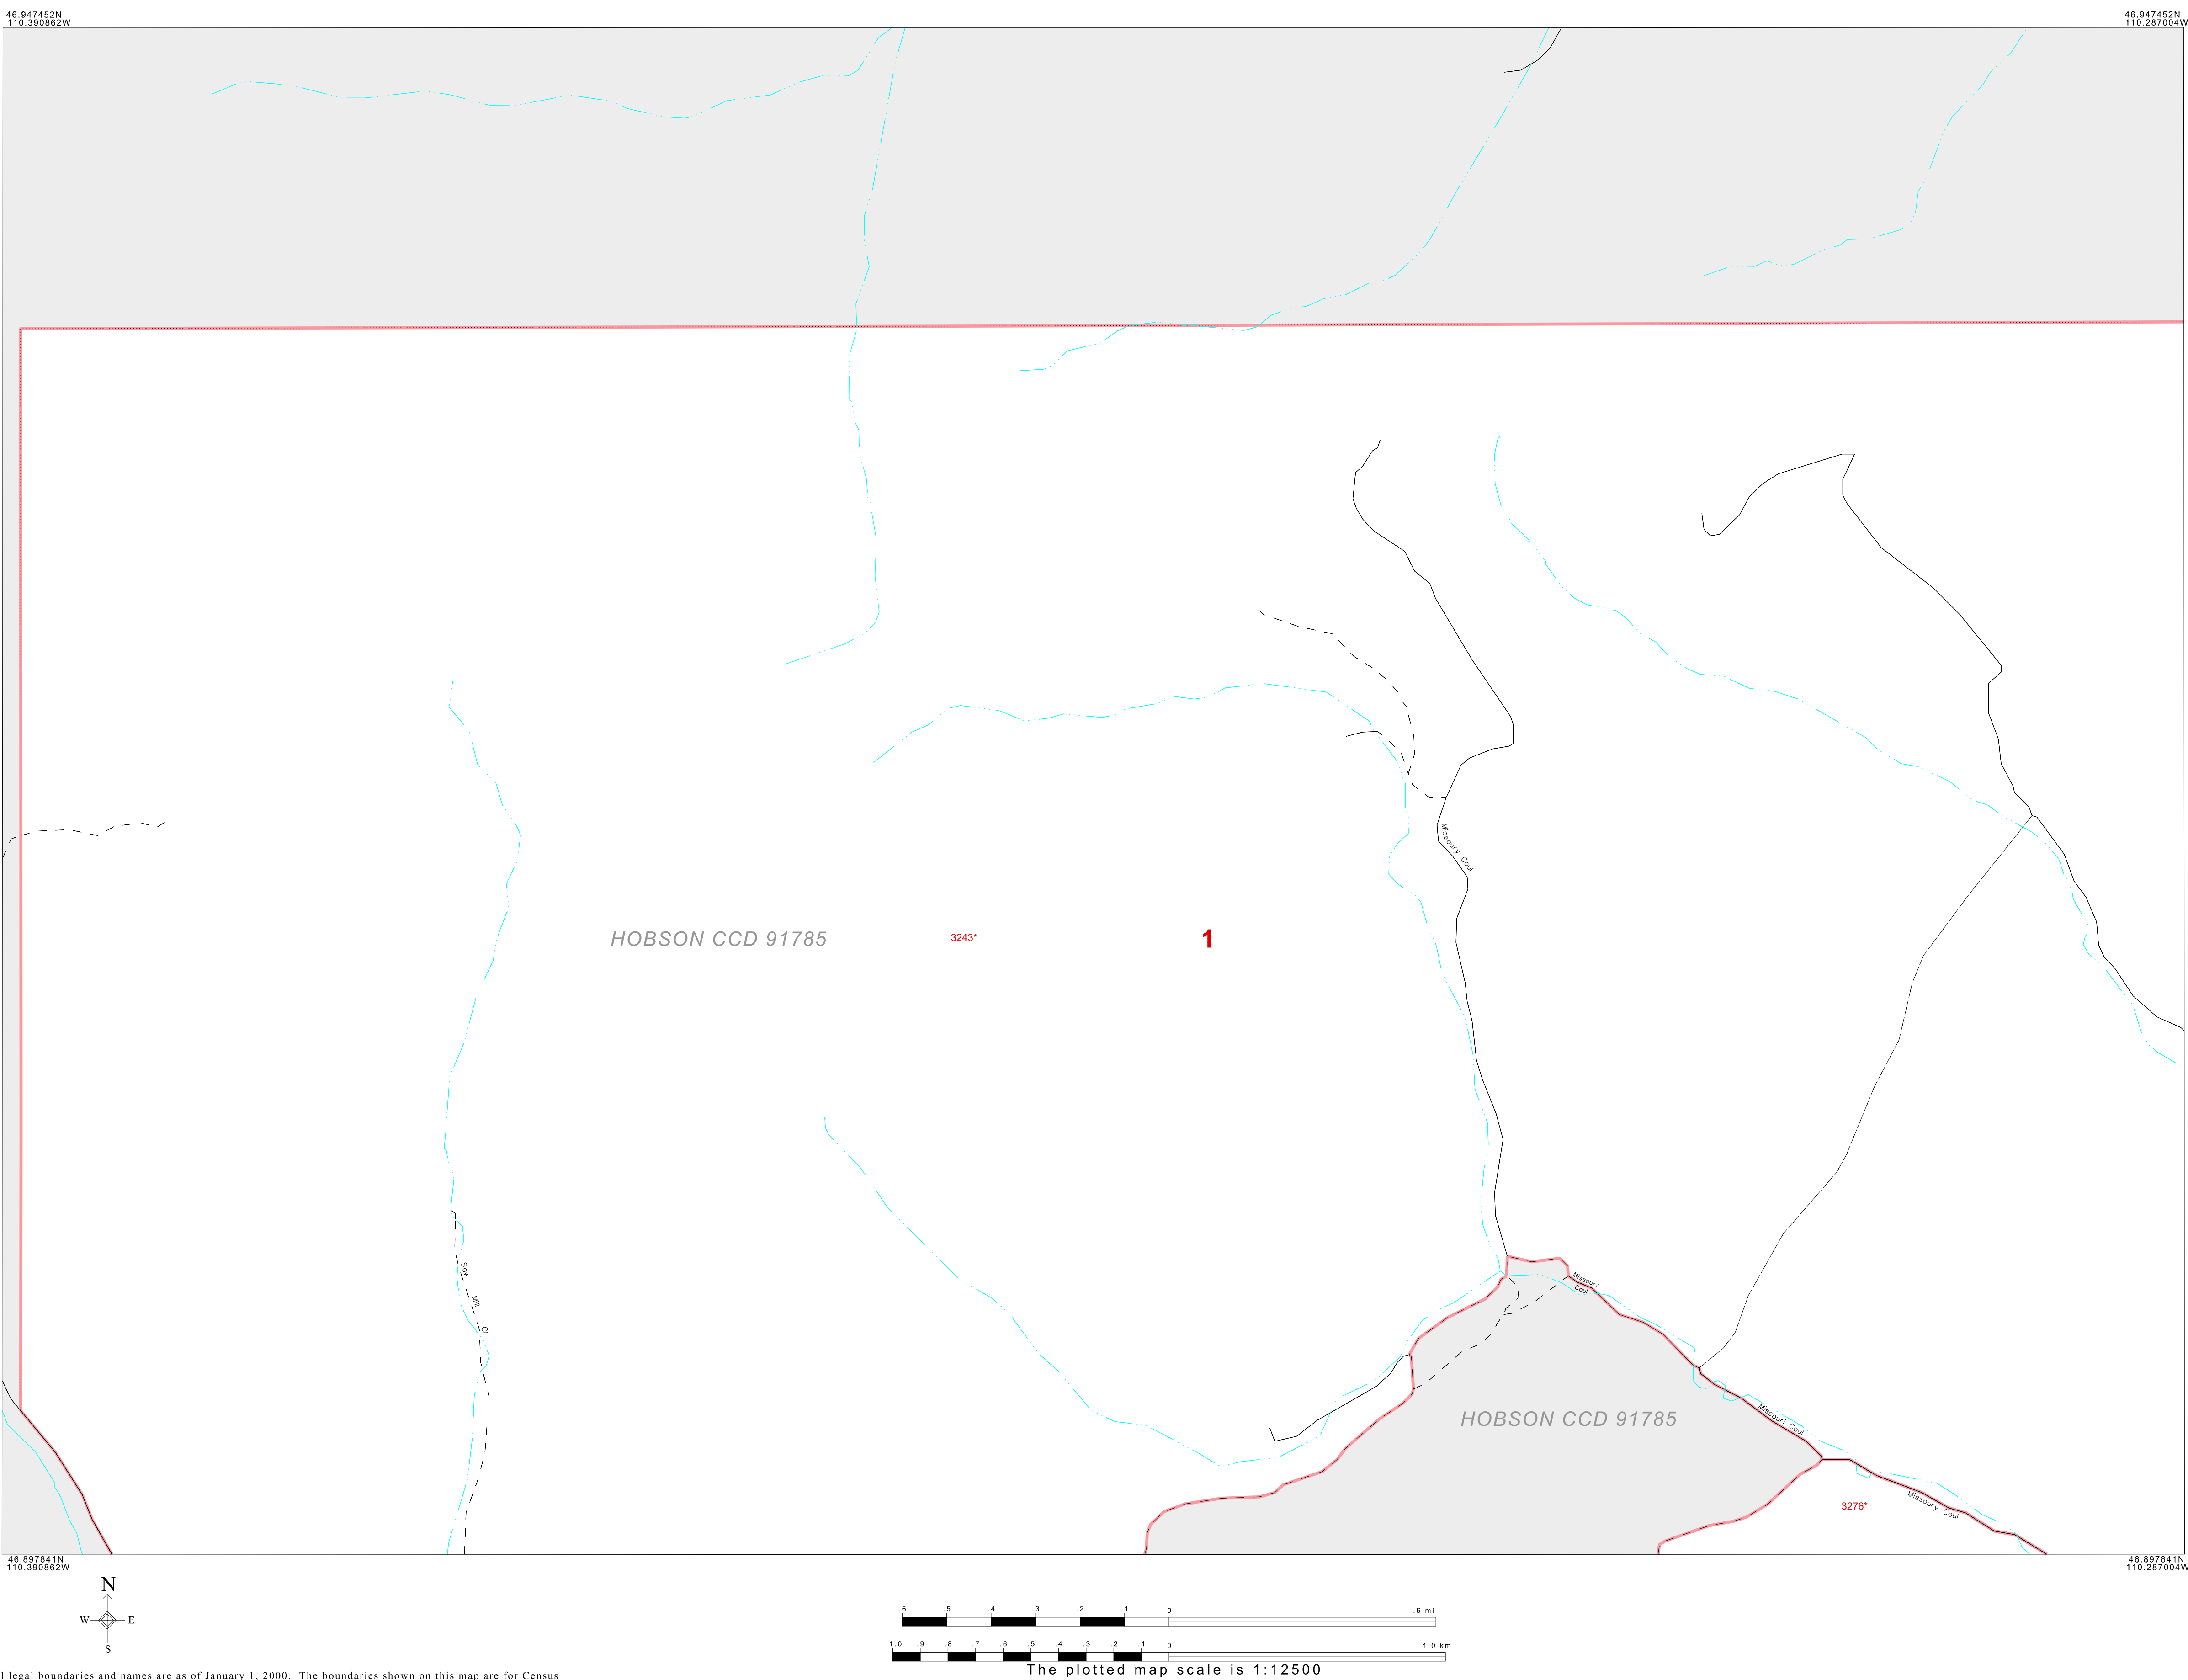 46.947452N
110.390862W
46.947452N
110.287004W
Missoury Coul
HOBSON CCD 91785
3243*
1
Saw Mill Gl
Missouri
Coul
Missouri Coul
HOBSON CCD 91785
3276*
Missoury Coul
46.897841N
110.390862W
46.897841N
110.287004W
N
W E
S
.6 .5 .4 .3 .2 .1 0 .6 mi
1.0 .9 .8 .7 .6 .5 .4 .3 .2 .1 0 1.0 km
The plotted map scale is 1:12500
l legal boundaries and names are as of January 1, 2000. The boundaries shown on this map are for Census